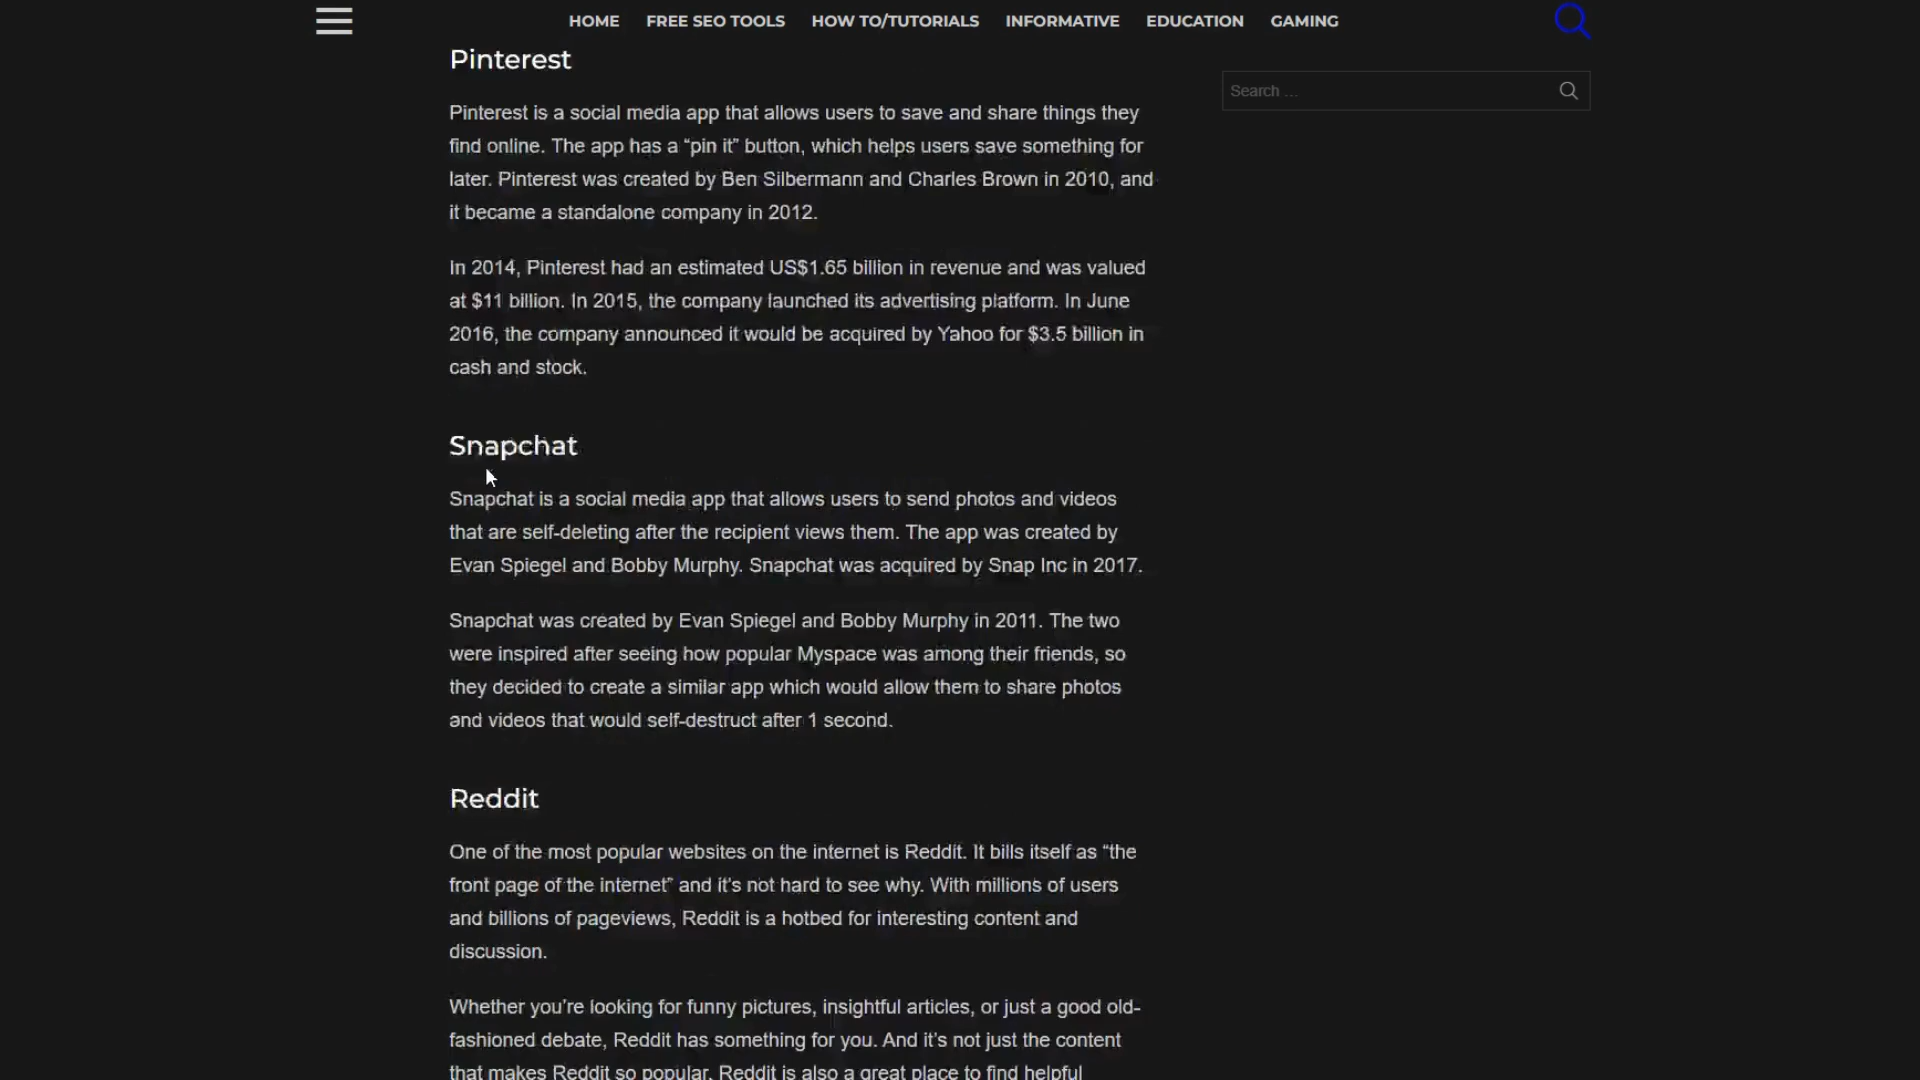 HOME FREE SEO TOOLS HOW TO/TUTORIALS INFORMATIVE EDUCATION GAMING
Search ...
Pinterest
Pinterest is a social media app that allows users to save and share things they
find online. The app has a “pin it” button, which helps users save something for
later. Pinterest was created by Ben Silbermann and Charles Brown in 2010, and
it became a standalone company in 2012.
In 2014, Pinterest had an estimated US$1.65 billion in revenue and was valued
at $11 billion. In 2015, the company launched its advertising platform. In June
2016, the company announced it would be acquired by Yahoo for $3.5 billion in
cash and stock.
Snapchat
Snapchat is a social media app that allows users to send photos and videos
that are self-deleting after the recipient views them. The app was created by
Evan Spiegel and Bobby Murphy. Snapchat was acquired by Snap Inc in 2017.
Snapchat was created by Evan Spiegel and Bobby Murphy in 2011. The two
were inspired after seeing how popular Myspace was among their friends, so
they decided to create a similar app which would allow them to share photos
and videos that would self-destruct after 1 second.
Reddit
One of the most popular websites on the internet is Reddit. It bills itself as “the
front page of the internet” and it’s not hard to see why. With millions of users
and billions of pageviews, Reddit is a hotbed for interesting content and
discussion.
Whether you’re looking for funny pictures, insightful articles, or just a good old-
fashioned debate, Reddit has something for you. And it’s not just the content
that makes Reddit so popular. Reddit is also a great place to find helpful